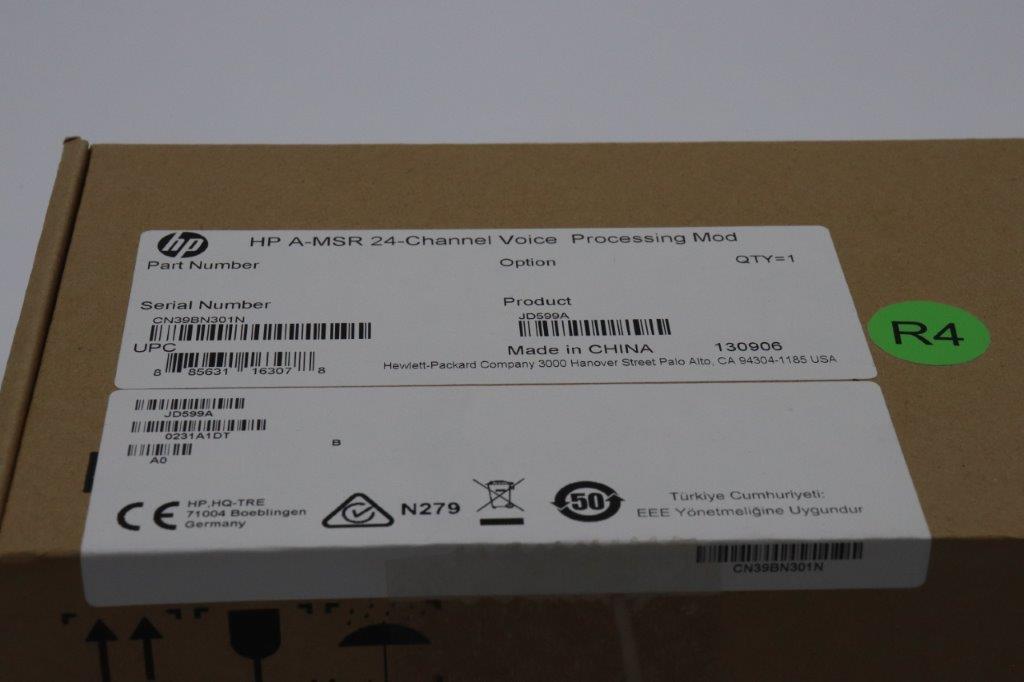 hp
HP A-MSR 24-Channel Voice Processing Mod
Part Number
Option
QTY=1
Serial Number
CN39BN301N
Product
JD599A
UPC
8 85631 16307 8
Made in CHINA
130906
Hewlett-Packard Company 3000 Hanover Street Palo Alto, CA 94304-1185 USA
R4
JD599A
0231A1DT
A0
B
CE
HP,HQ-TRE
71004 Boeblingen
Germany
N279
50
Türkiye Cumhuriyeti:
EEE Yönetmeliğine Uygundur
CN39BN301N